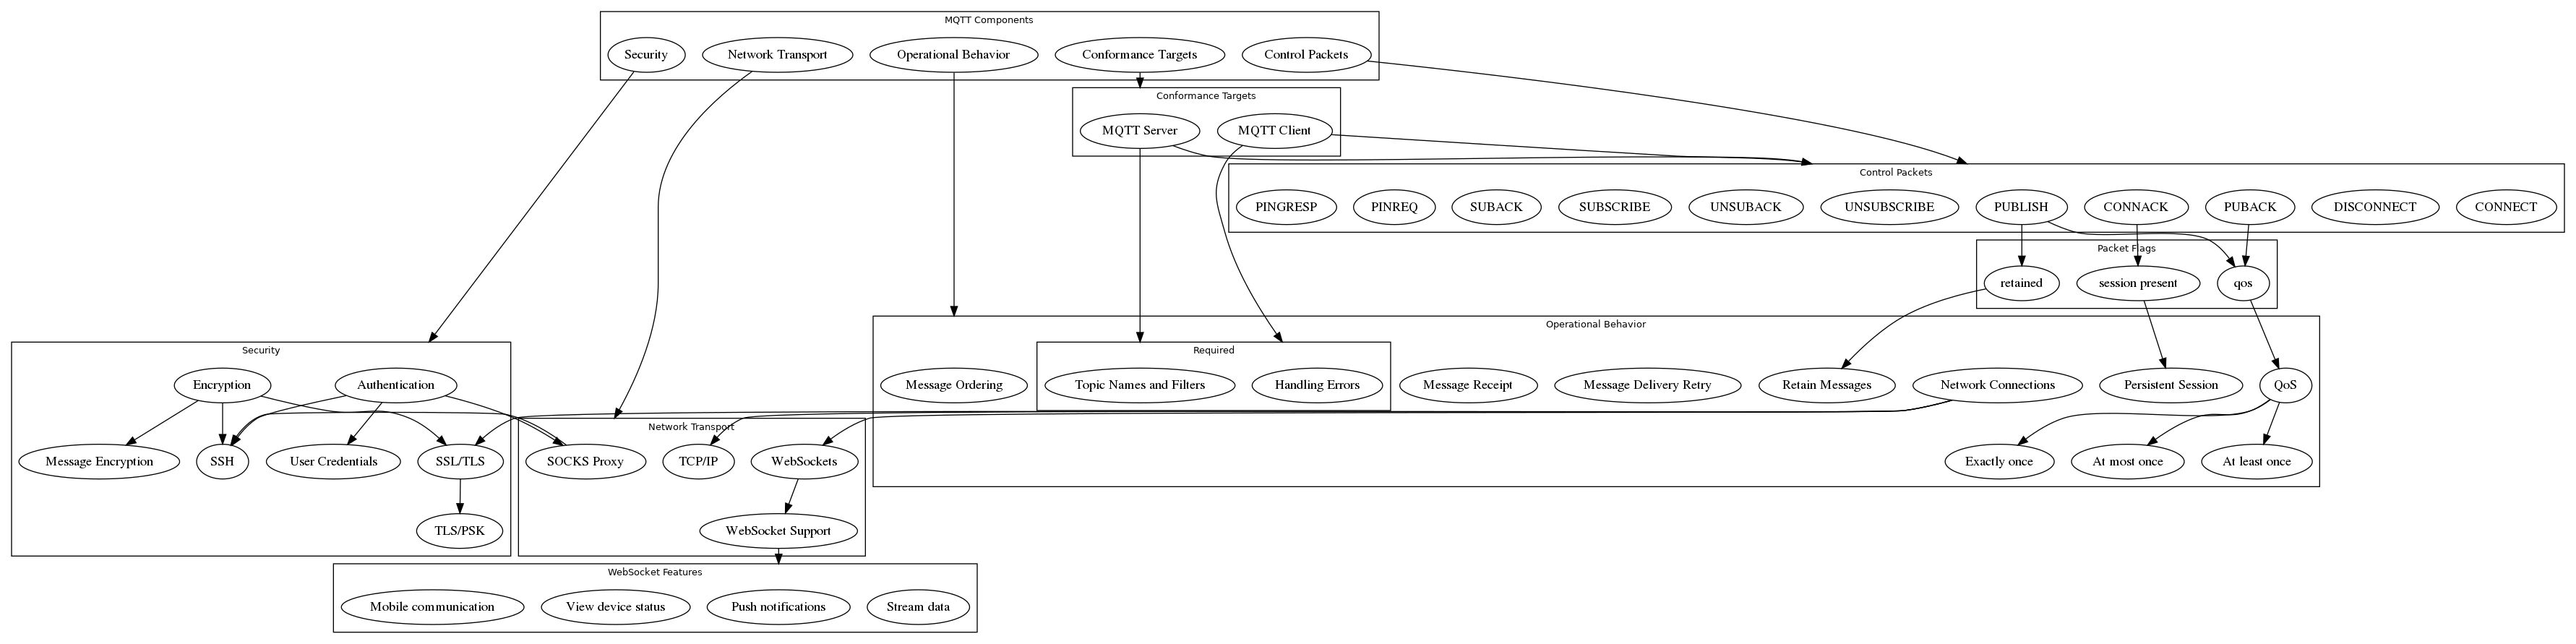 MQTT Components
Security
Network Transport
Operational Behavior
Conformance Targets
Control Packets
Conformance Targets
MQTT Server
MQTT Client
Control Packets
PINGRESP
PINREQ
SUBACK
SUBSCRIBE
UNSUBACK
UNSUBSCRIBE
PUBLISH
CONNACK
PUBACK
DISCONNECT
CONNECT
Packet Flags
retained
session present
qos
Operational Behavior
Security
Required
Encryption
Authentication
Message Ordering
Topic Names and Filters
Handling Errors
Message Receipt
Message Delivery Retry
Retain Messages
Network Connections
Persistent Session
QoS
Network Transport
Message Encryption
SSH
User Credentials
SSL/TLS
SOCKS Proxy
TCP/IP
WebSockets
Exactly once
At most once
At least once
TLS/PSK
WebSocket Support
WebSocket Features
Mobile communication
View device status
Push notifications
Stream data